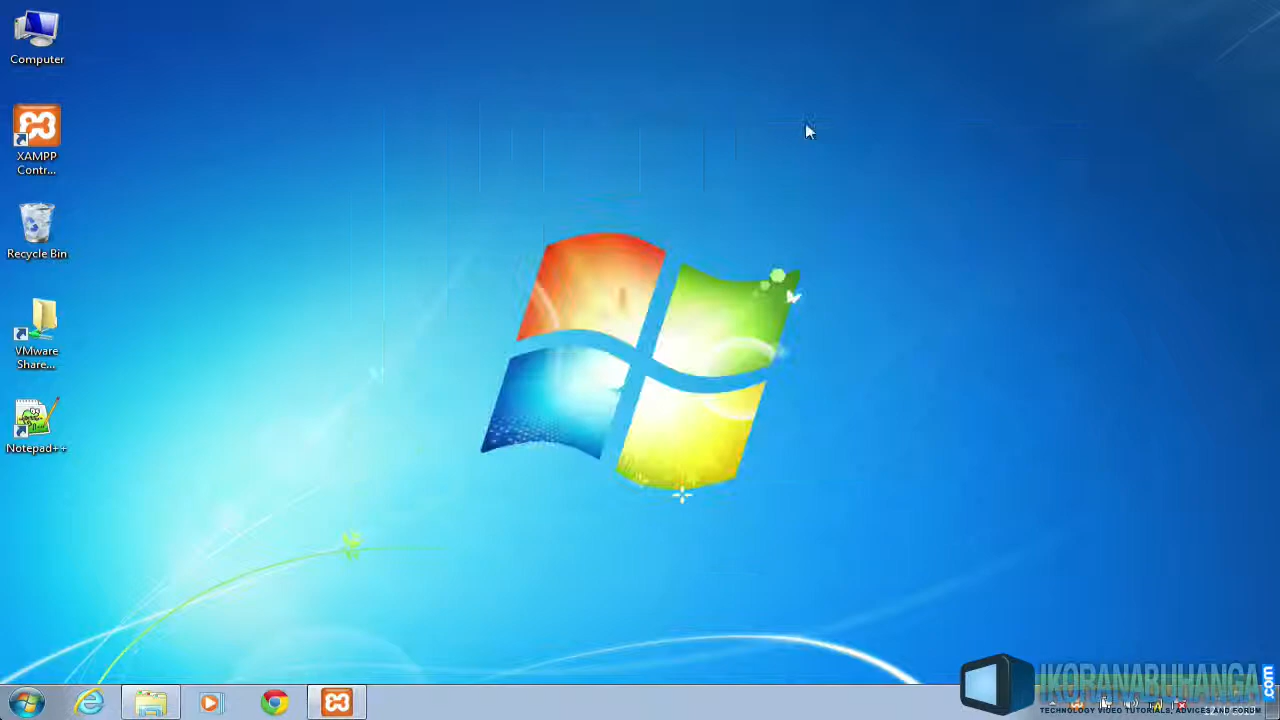 Computer
XAMPP
Contr...
Recycle Bin
VMware
Share...
Notepad++
IKORANABUHANGA
.com
TECHNOLOGY VIDEO TUTORIALS, ADVICES AND FORUM